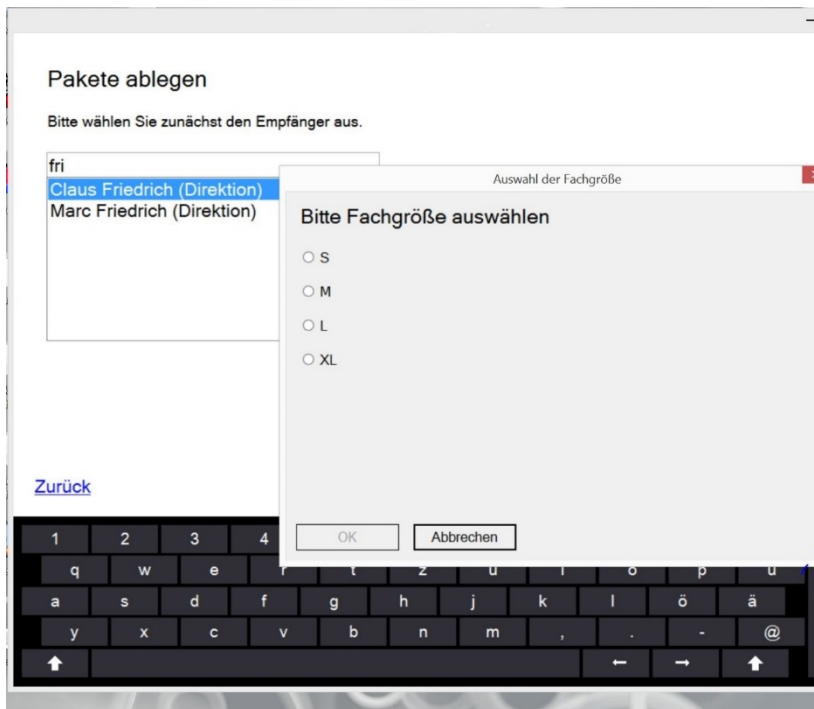 Pakete ablegen
Bitte wählen Sie zunächst den Empfänger aus.
fri
Claus Friedrich (Direktion)
Marc Friedrich (Direktion)
Auswahl der Fachgröße
Bitte Fachgröße auswählen
S
M
L
XL
OK Abbrechen
Zurück
1 2 3 4
q w e r t z u i o p ü
a s d f g h j k l ö ä
y x c v b n m , . - @
← →